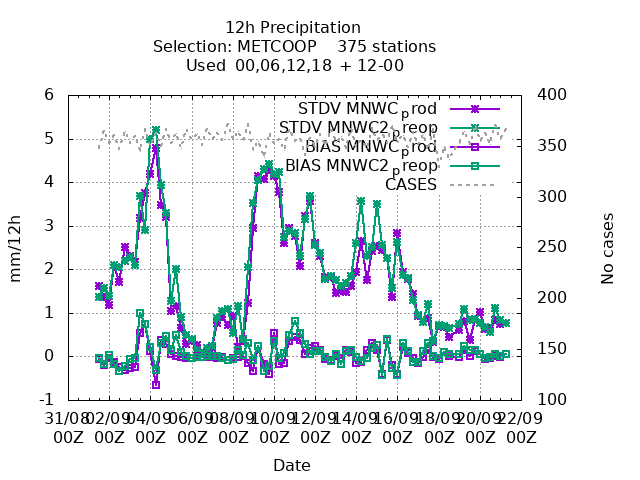 12h Precipitation
Selection: METCOOP 375 stations
Used 00,06,12,18 + 12-00
6
5
4
3
2
1
0
-1
400
350
300
250
200
150
100
mm/12h
No cases
STDV MNWC_prod
STDV MNWC2_preop
BIAS MNWC_prod
BIAS MNWC2_preop
CASES
31/08 02/09 04/09 06/09 08/09 10/09 12/09 14/09 16/09 18/09 20/09 22/09
00Z 00Z 00Z 00Z 00Z 00Z 00Z 00Z 00Z 00Z 00Z 00Z
Date